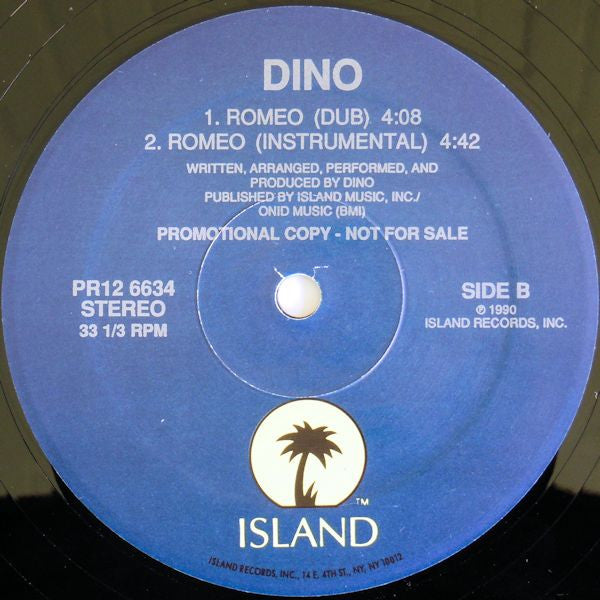 DINO
1. ROMEO (DUB) 4:08
2. ROMEO (INSTRUMENTAL) 4:42
WRITTEN, ARRANGED, PERFORMED, AND
PRODUCED BY DINO
PUBLISHED BY ISLAND MUSIC, INC./
ONID MUSIC (BMI)
PROMOTIONAL COPY - NOT FOR SALE
PR12 6634
STEREO
33 1/3 RPM
SIDE B
℗ 1990
ISLAND RECORDS, INC.
TM
ISLAND
ISLAND RECORDS, INC., 14 E. 4TH ST., NY, NY 10012